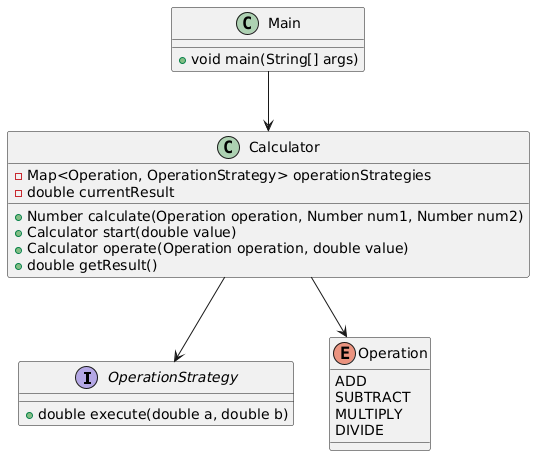 C Main
void main(String[] args)
C Calculator
Map<Operation, OperationStrategy> operationStrategies
double currentResult
Number calculate(Operation operation, Number num1, Number num2)
Calculator start(double value)
Calculator operate(Operation operation, double value)
double getResult()
I OperationStrategy
double execute(double a, double b)
E Operation
ADD
SUBTRACT
MULTIPLY
DIVIDE